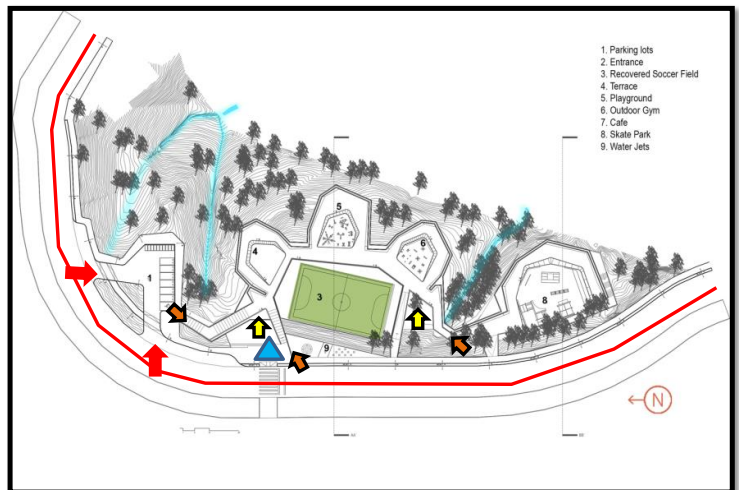 1. Parking lots
2. Entrance
3. Recovered Soccer Field
4. Terrace
5. Playground
6. Outdoor Gym
7. Cafe
8. Skate Park
9. Water Jets
5
6
4
1
3
8
9
N